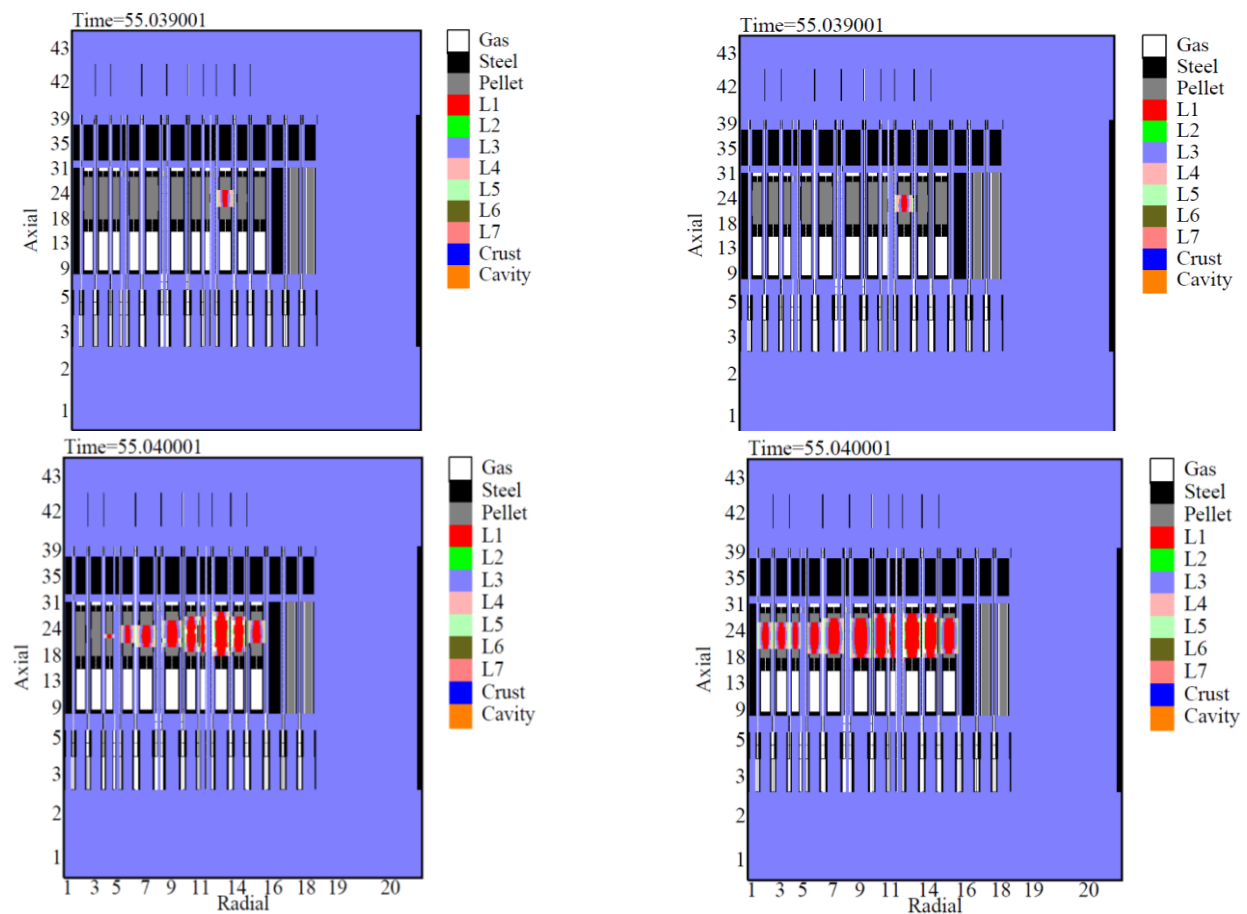 Time=55.039001
43
42
39
35
31
24
18
13
9
5
3
2
1
Axial
Gas
Steel
Pellet
L1
L2
L3
L4
L5
L6
L7
Crust
Cavity
Time=55.039001
43
42
39
35
31
24
18
13
9
5
3
2
1
Axial
Gas
Steel
Pellet
L1
L2
L3
L4
L5
L6
L7
Crust
Cavity
Time=55.040001
43
42
39
35
31
24
18
13
9
5
3
2
1
Axial
1 3 5 7 9 11 14 16 18 19 20
Radial
Gas
Steel
Pellet
L1
L2
L3
L4
L5
L6
L7
Crust
Cavity
Time=55.040001
43
42
39
35
31
24
18
13
9
5
3
2
1
Axial
1 3 5 7 9 11 14 16 18 19 20
Radial
Gas
Steel
Pellet
L1
L2
L3
L4
L5
L6
L7
Crust
Cavity